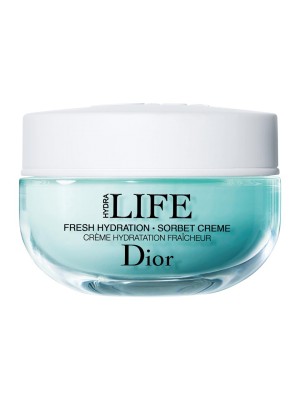 HYDRA
LIFE
FRESH HYDRATION • SORBET CREME
CRÈME HYDRATATION FRAÎCHEUR
Dior